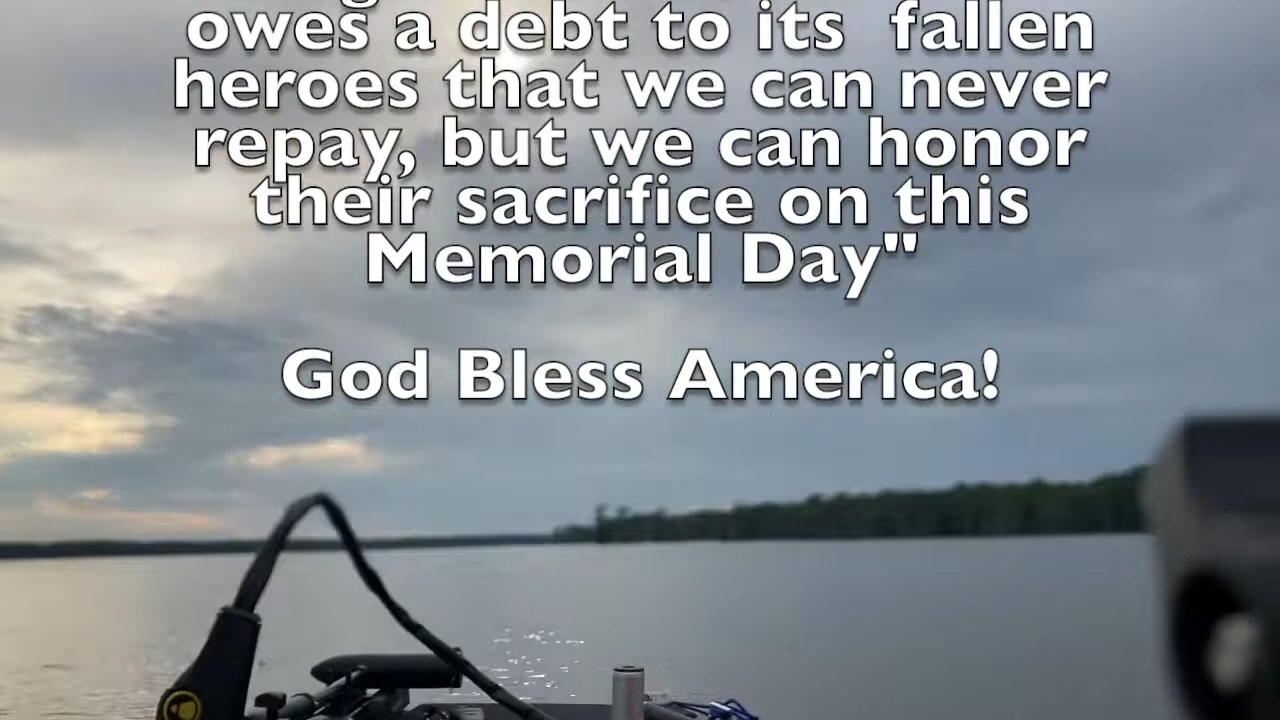 owes a debt to its fallen
heroes that we can never
repay, but we can honor
their sacrifice on this
Memorial Day"
God Bless America!